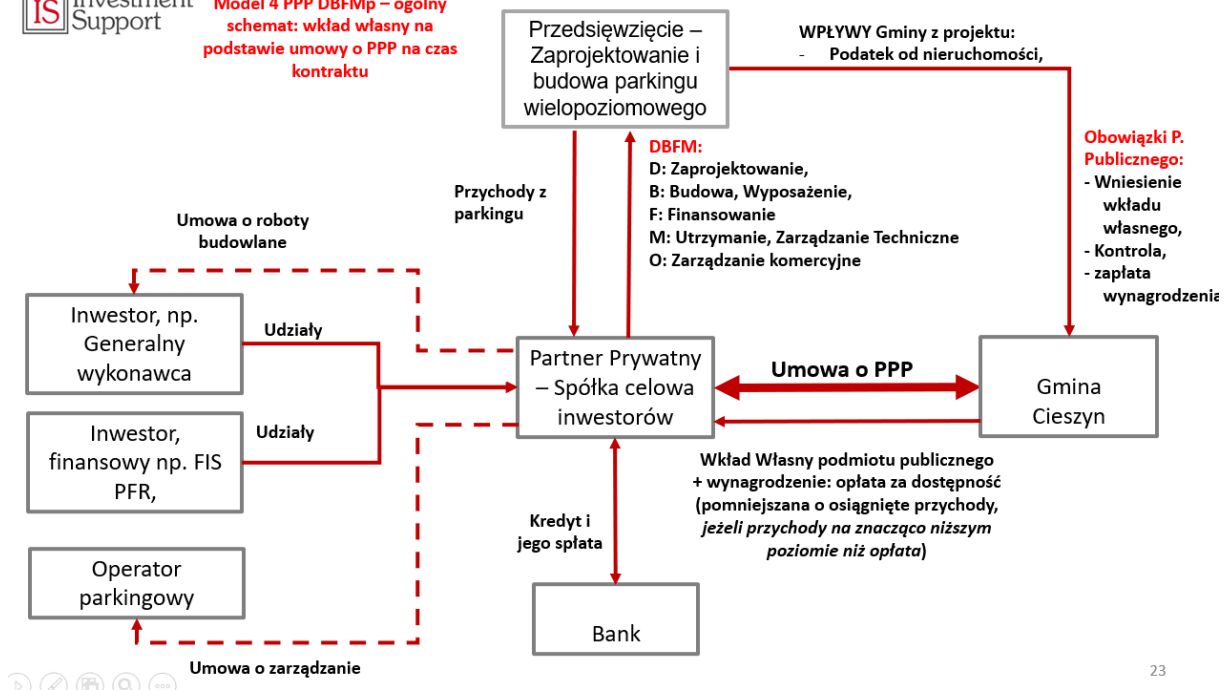 IS Investment
Support
Model 4 PPP DBFMp – ogólny
schemat: wkład własny na
podstawie umowy o PPP na czas
kontraktu
Przedsięwzięcie –
Zaprojektowanie i
budowa parkingu
wielopoziomowego
WPŁYWY Gminy z projektu:
- Podatek od nieruchomości,
Obowiązki P.
Publicznego:
- Wniesienie
wkładu
własnego,
- Kontrola,
- zapłata
wynagrodzenia
DBFM:
D: Zaprojektowanie,
B: Budowa, Wyposażenie,
F: Finansowanie
M: Utrzymanie, Zarządzanie Techniczne
O: Zarządzanie komercyjne
Przychody z
parkingu
Umowa o roboty
budowlane
Inwestor, np.
Generalny
wykonawca
Udziały
Partner Prywatny
– Spółka celowa
inwestorów
Umowa o PPP
Gmina
Cieszyn
Inwestor,
finansowy np. FIS
PFR,
Udziały
Wkład Własny podmiotu publicznego
+ wynagrodzenie: opłata za dostępność
(pomniejszana o osiągnięte przychody,
jeżeli przychody na znacząco niższym
poziomie niż opłata)
Kredyt i
jego spłata
Operator
parkingowy
Bank
Umowa o zarządzanie
23